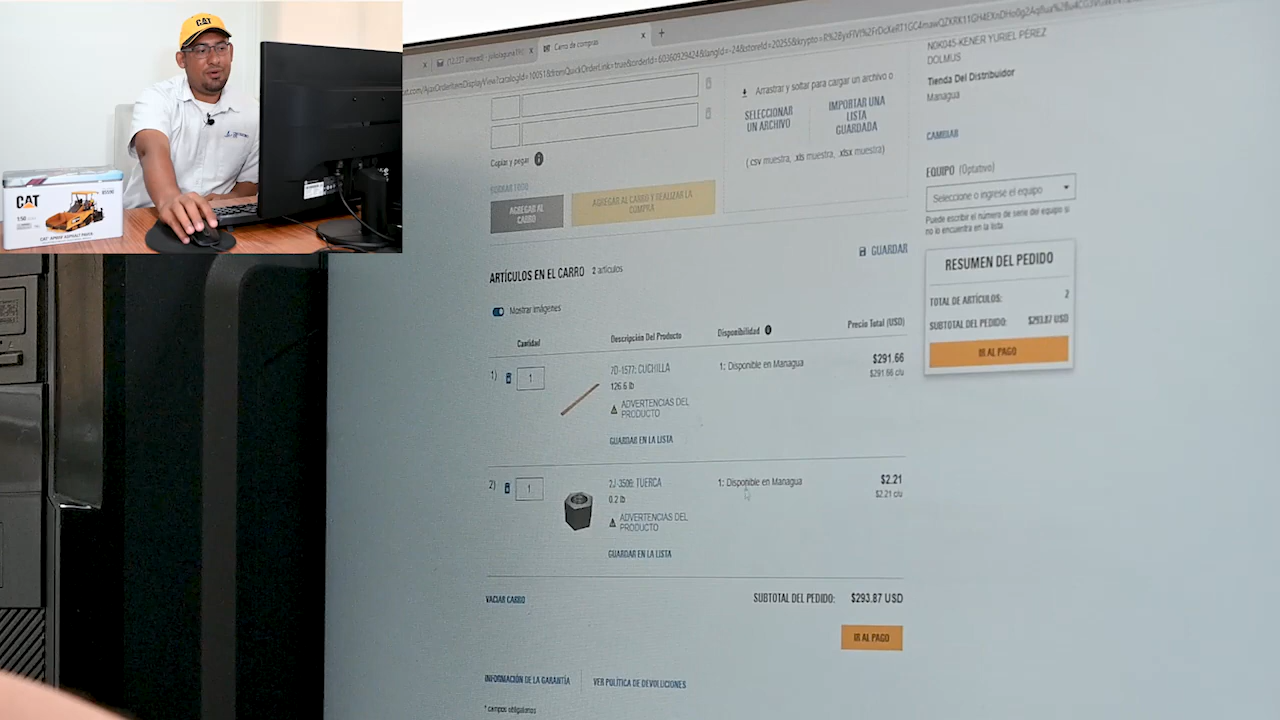 CAT
CAT
1:50
Carro de compras
N0K045-KENER YURIEL PÉREZ
DOLMUS
Tienda Del Distribuidor
Managua
CAMBIAR
Arrastrar y soltar para cargar un archivo o
SELECCIONAR
UN ARCHIVO
IMPORTAR UNA
LISTA
GUARDADA
( csv muestra, .xls muestra, .xlsx muestra)
Copiar y pegar
BORRAR TODO
AGREGAR AL
CARRO
AGREGAR AL CARRO Y REALIZAR LA
COMPRA
EQUIPO (Optativo)
Seleccione o ingrese el equipo
Puede escribir el número de serie del equipo si
no lo encuentra en la lista
GUARDAR
RESUMEN DEL PEDIDO
TOTAL DE ARTÍCULOS: 2
SUBTOTAL DEL PEDIDO: $293.87 USD
IR AL PAGO
ARTÍCULOS EN EL CARRO 2 artículos
Mostrar imágenes
Cantidad Descripción Del Producto Disponibilidad Precio Total (USD)
1) 1 7D-1577: CUCHILLA 1: Disponible en Managua $291.66
126.6 lb $291.66 c/u
ADVERTENCIAS DEL
PRODUCTO
GUARDAR EN LA LISTA
2) 1 2J-3506: TUERCA 1: Disponible en Managua $2.21
0.2 lb $2.21 c/u
ADVERTENCIAS DEL
PRODUCTO
GUARDAR EN LA LISTA
VACIAR CARRO SUBTOTAL DEL PEDIDO: $293.87 USD
IR AL PAGO
INFORMACIÓN DE LA GARANTÍA VER POLÍTICA DE DEVOLUCIONES
* campos obligatorios